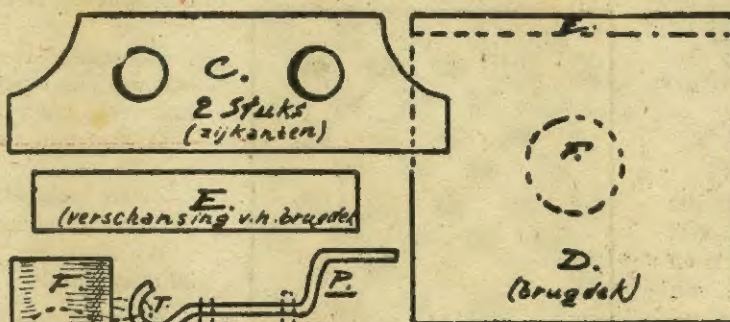 C.
2 Stuks
(zijkanten)
E.
F.
E.
(verschansing v.h. brugdek
D.
(brugdek)
F.
T.
P.